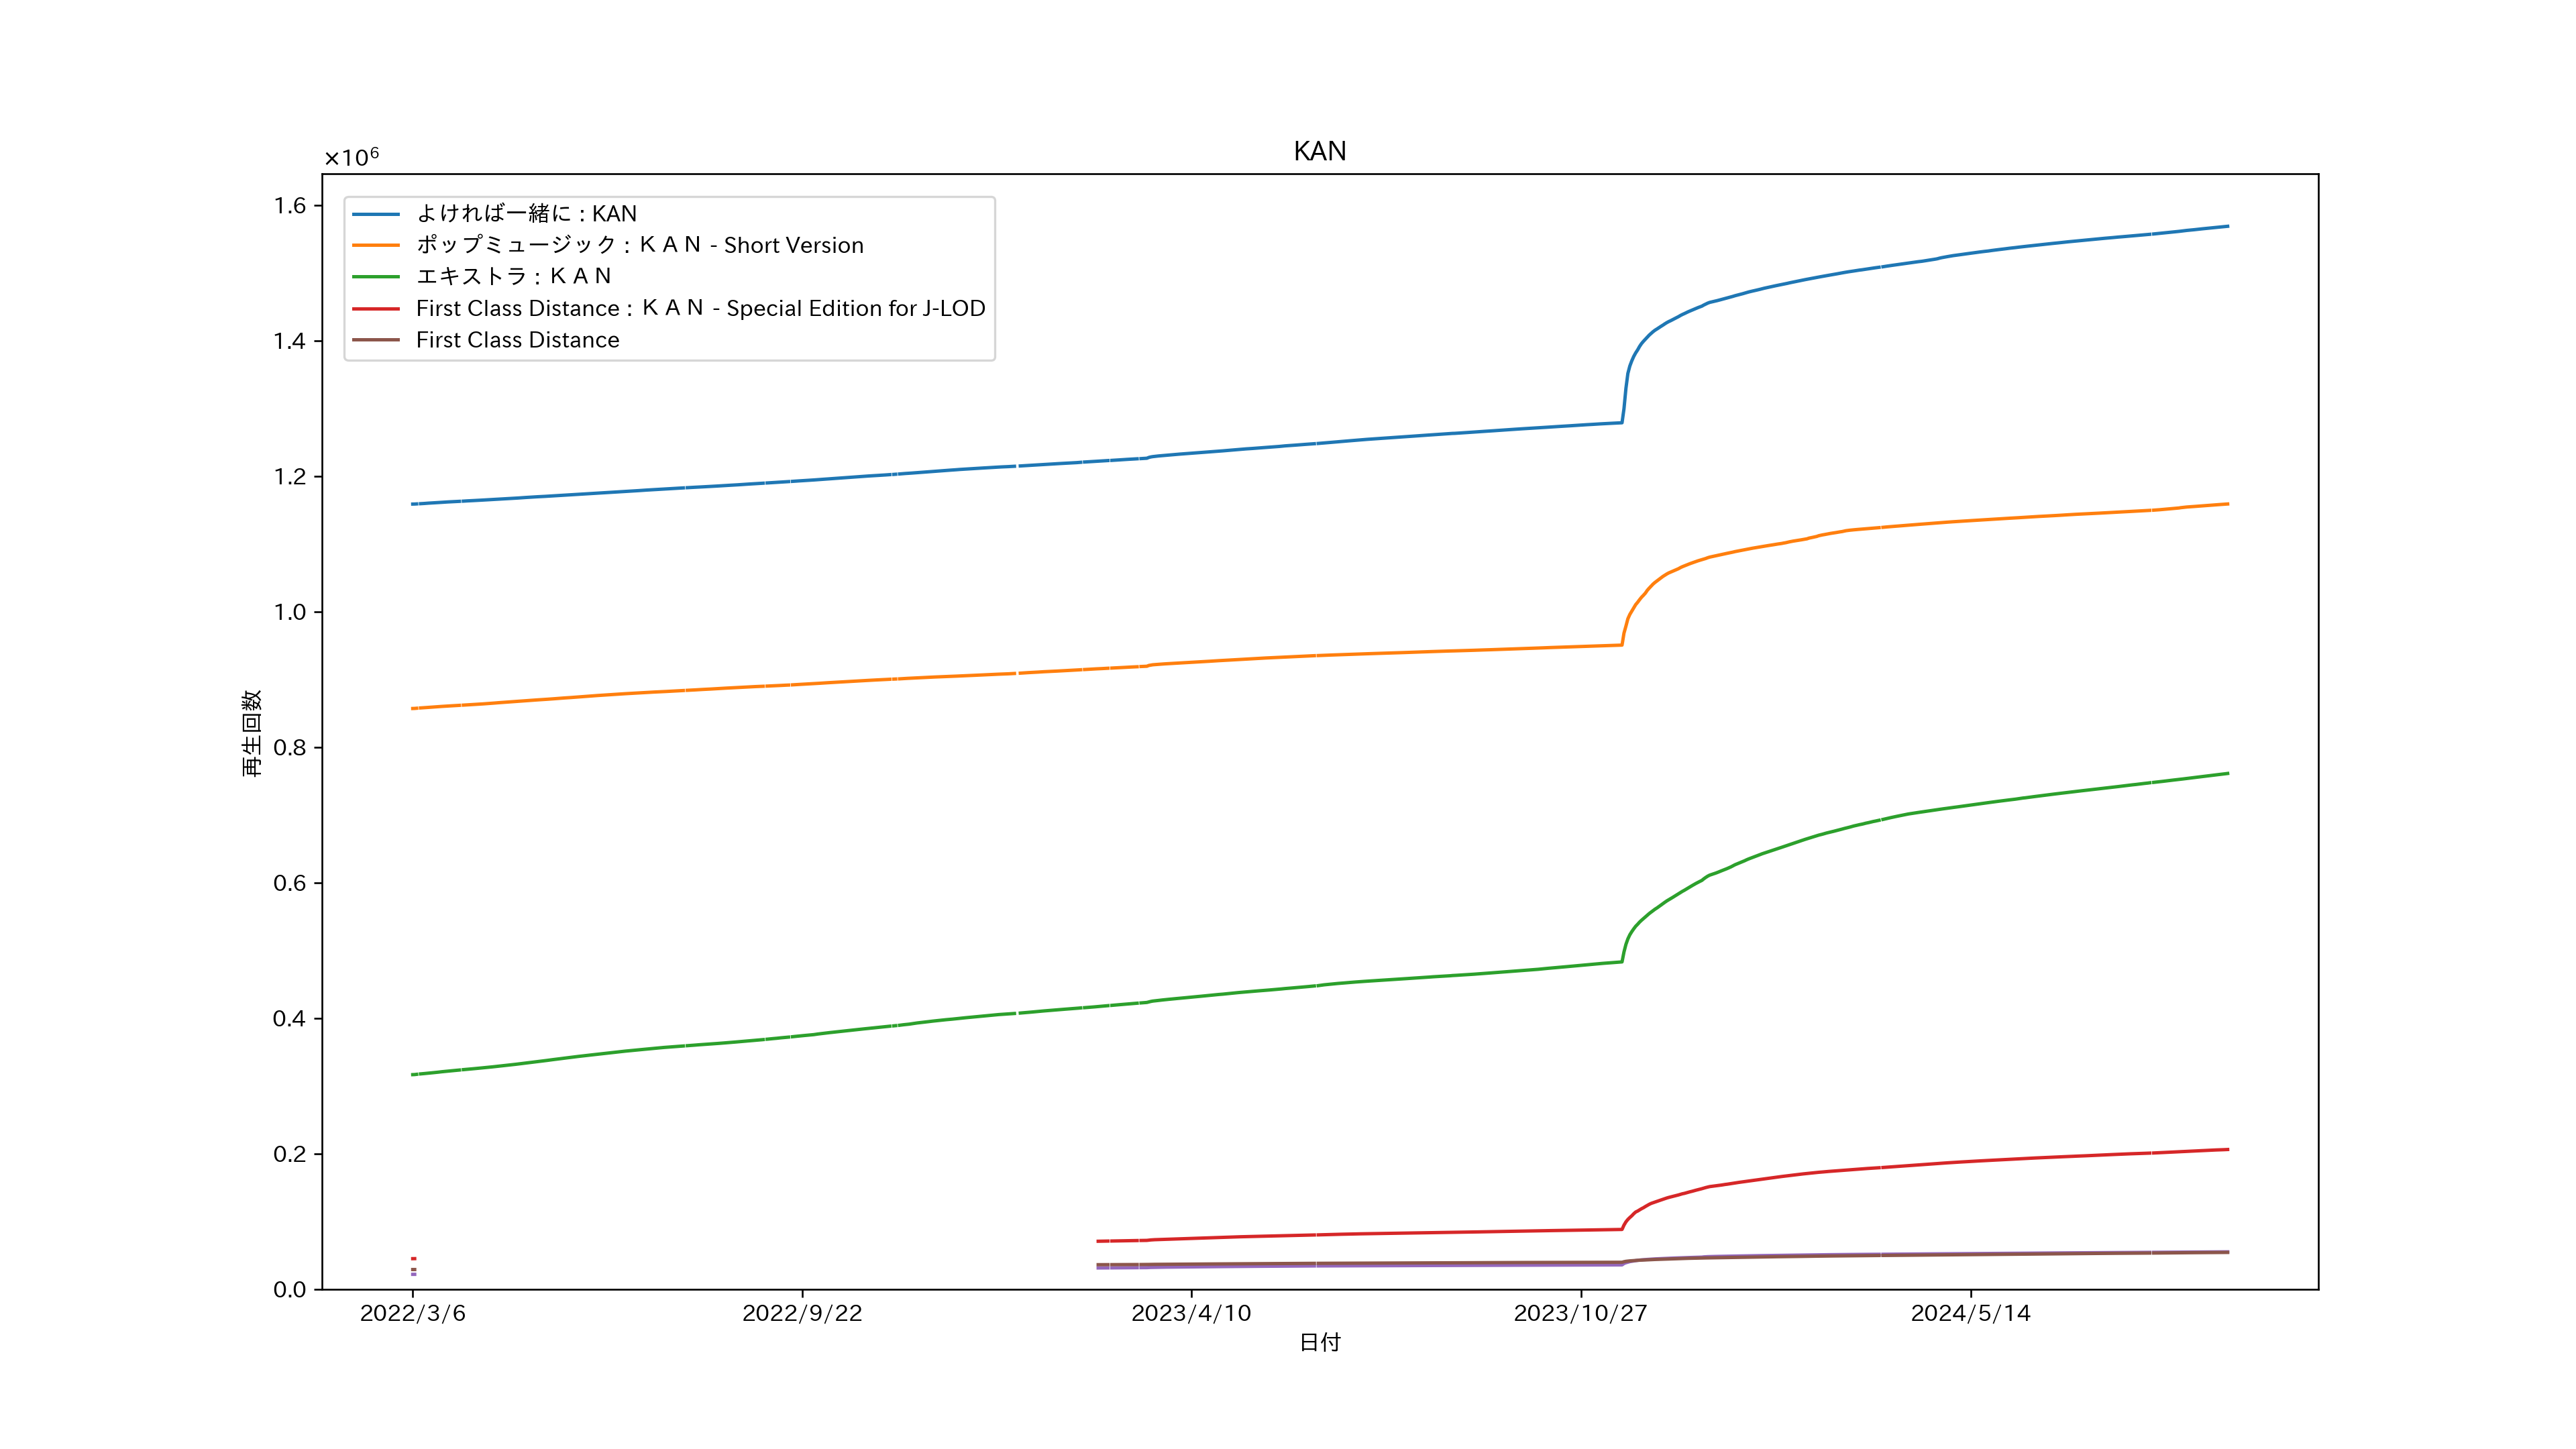 KAN
×10⁶
よければ一緒に : KAN
ポップミュージック : ＫＡＮ - Short Version
エキストラ : ＫＡＮ
First Class Distance : ＫＡＮ - Special Edition for J-LOD
First Class Distance
1.6
1.4
1.2
1.0
0.8
0.6
0.4
0.2
0.0
再生回数
2022/3/6
2022/9/22
2023/4/10
2023/10/27
2024/5/14
日付